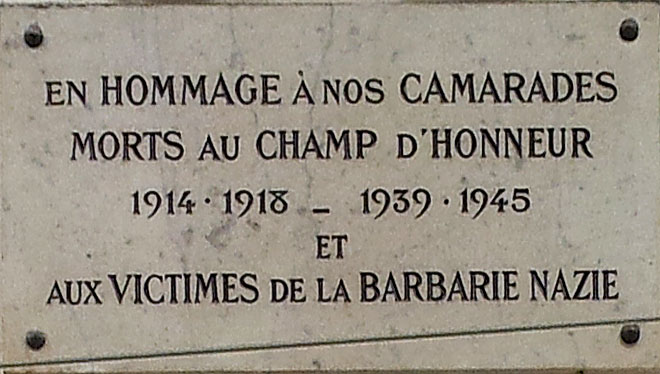 EN HOMMAGE À NOS CAMARADES
MORTS AU CHAMP D'HONNEUR
1914 · 1918 – 1939 · 1945
ET
AUX VICTIMES DE LA BARBARIE NAZIE